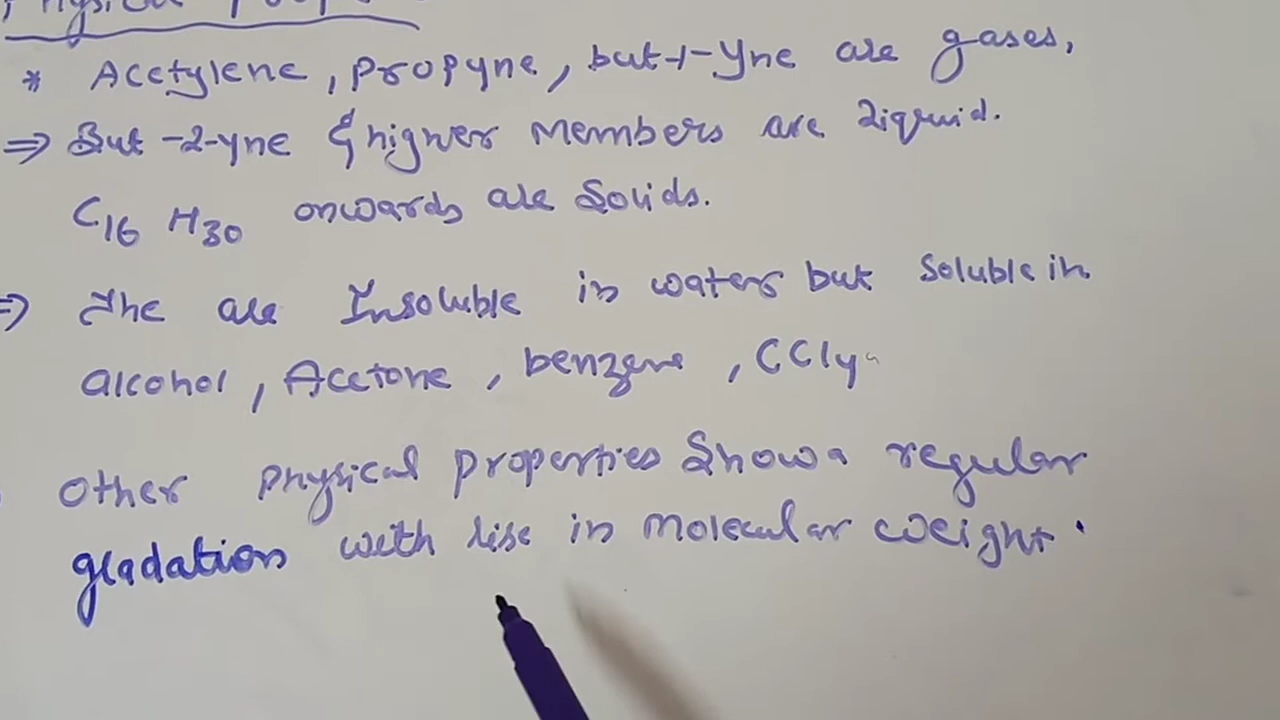 Physical
* Acetylene, propyne, but-1-yne are gases,
⇒ But-2-yne & higher members are liquid.
C16 H30 onwards are Solids.
⇒ The are Insoluble in waters but soluble in
alcohol, Acetone, benzene, CCl4
Other physical properties Show a regular
gradation with rise in molecular weight.